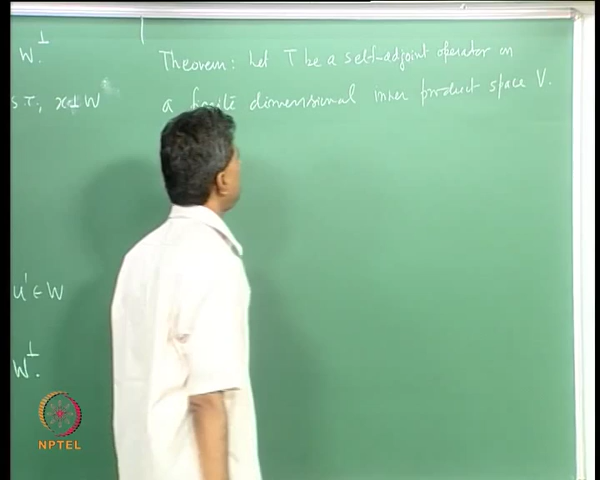 W⊥.
s.t., x∈W
u' ∈ W
W⊥.
Theorem: Let T be a self-adjoint operator on
a finite dimensional inner product space V.
NPTEL